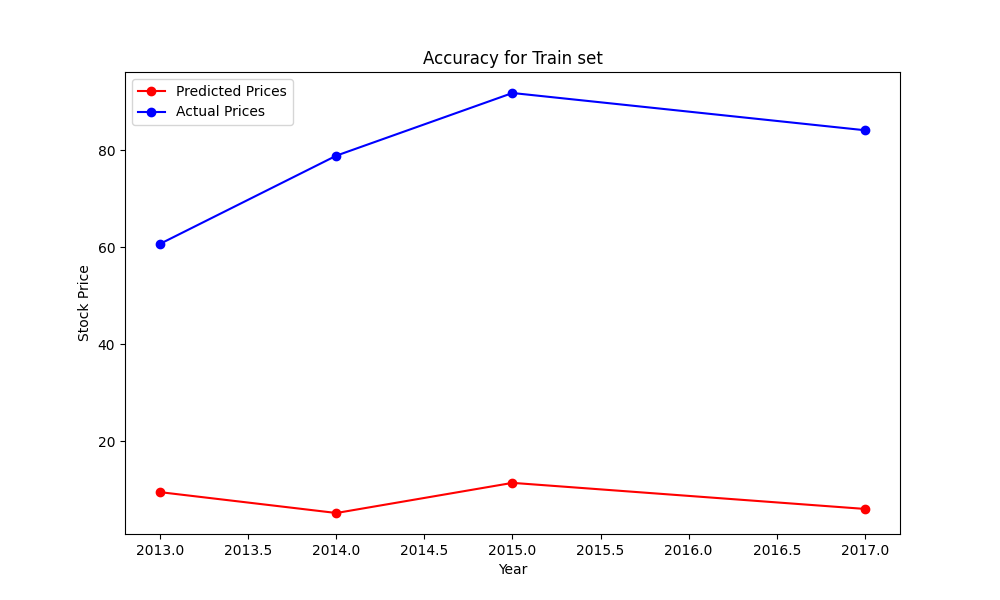 Accuracy for Train set
Predicted Prices
Actual Prices
80
60
40
20
Stock Price
2013.0 2013.5 2014.0 2014.5 2015.0 2015.5 2016.0 2016.5 2017.0
Year